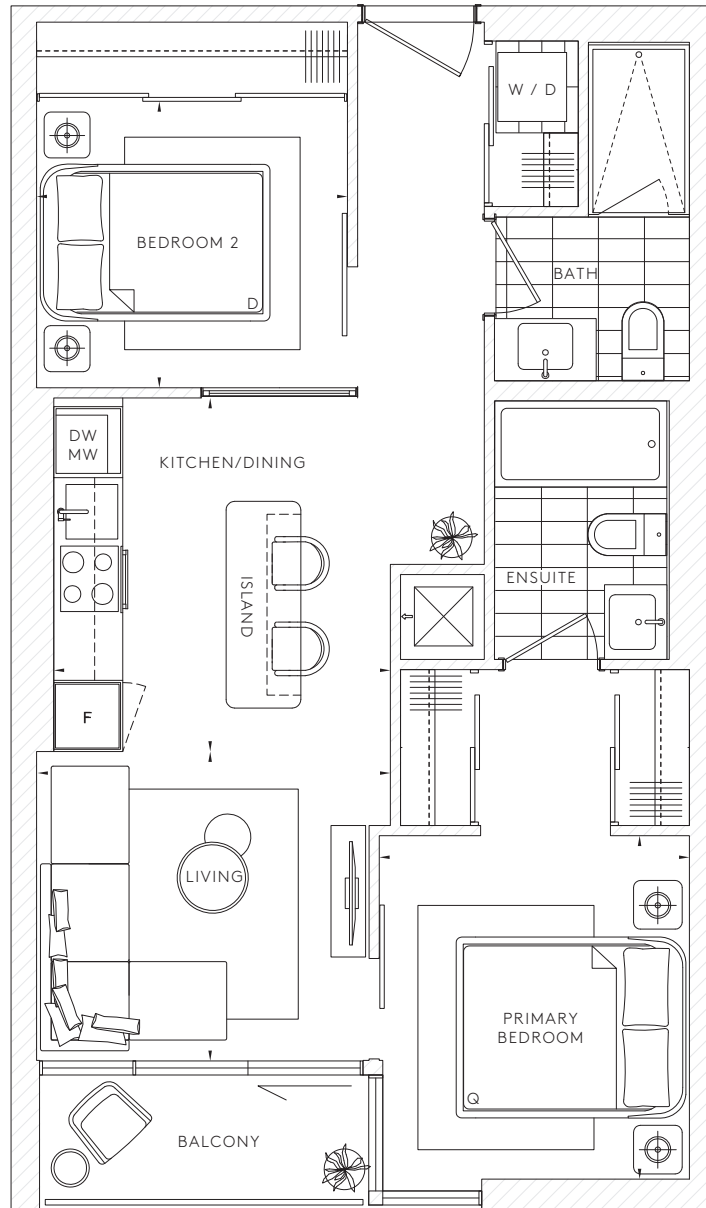 W / D
BEDROOM 2
D
BATH
DW
MW
KITCHEN/DINING
ISLAND
ENSUITE
F
LIVING
PRIMARY
BEDROOM
Q
BALCONY